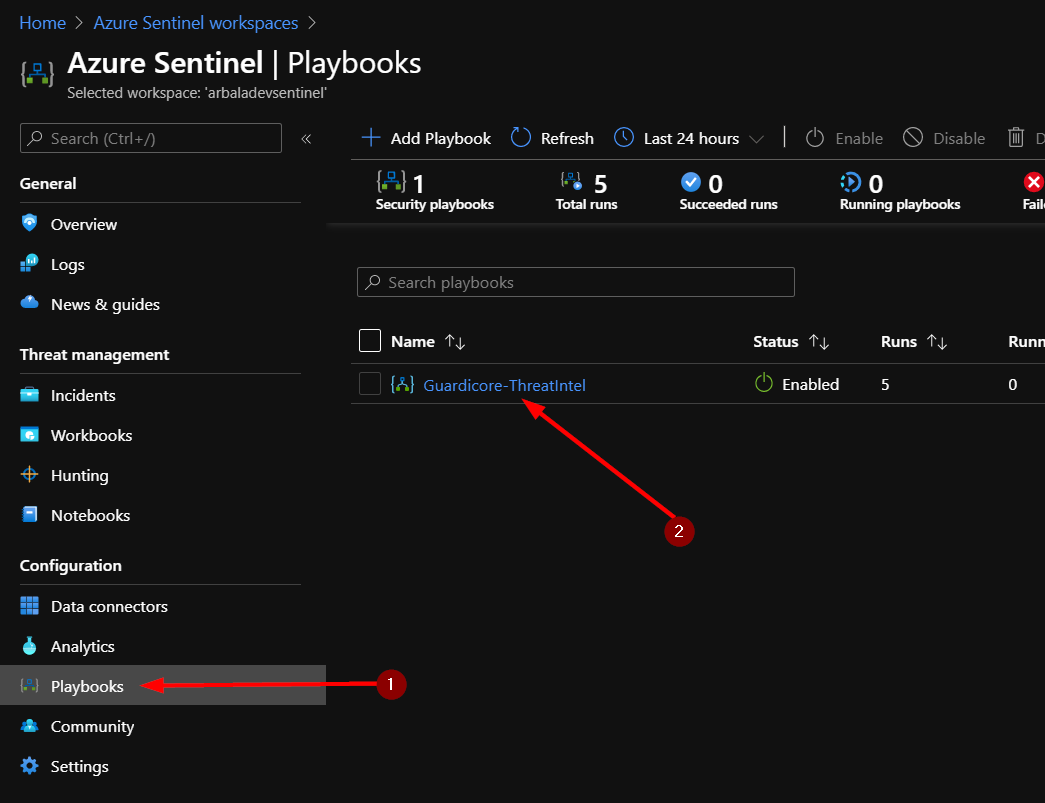 Home > Azure Sentinel workspaces >
Azure Sentinel | Playbooks
Selected workspace: 'arbaladevsentinel'
Search (Ctrl+/)
«
General
Overview
Logs
News & guides
Threat management
Incidents
Workbooks
Hunting
Notebooks
Configuration
Data connectors
Analytics
Playbooks
Community
Settings
1
Add Playbook Refresh Last 24 hours Enable Disable D
1 5 0 0
Security playbooks Total runs Succeeded runs Running playbooks Faile
Search playbooks
Name ↑↓ Status ↑↓ Runs ↑↓ Runn
Guardicore-ThreatIntel Enabled 5 0
2